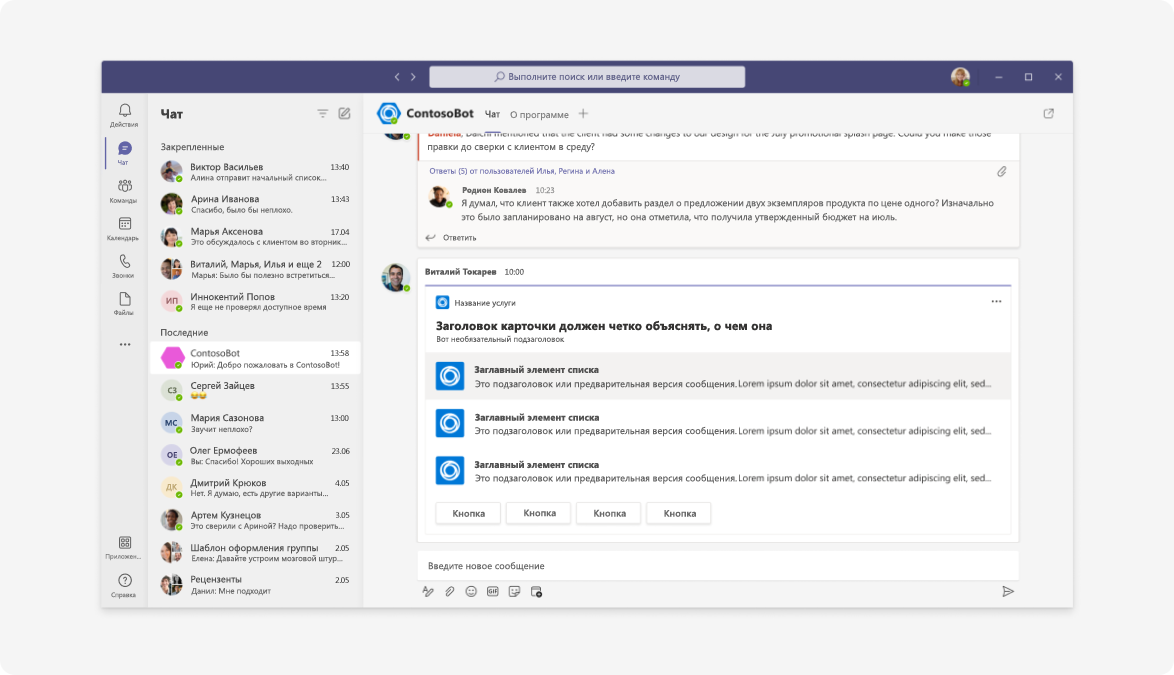 Выполните поиск или введите команду
Действия
Чат
Команды
Календарь
Звонки
Файлы
Приложен...
Справка
Чат
Закрепленные
Виктор Васильев 13:40
Алина отправит начальный список...
Арина Иванова 13:43
Спасибо, было бы неплохо.
Марья Аксенова 17.04
Это обсуждалось с клиентом во вторник...
Виталий, Марья, Илья и еще 2 12:00
Марья: Было бы полезно встретиться...
ИП
Иннокентий Попов 13:20
Я еще не проверял доступное время
Последние
ContosoBot 13:58
Юрий: Добро пожаловать в ContosoBot!
СЗ
Сергей Зайцев 13:55
😂😂
МС
Мария Сазонова 13:00
Звучит неплохо?
ОЕ
Олег Ермофеев 23.06
Вы: Спасибо! Хороших выходных
ДК
Дмитрий Крюков 4.05
Нет. Я думаю, есть другие варианты...
Артем Кузнецов 3.05
Это сверили с Ариной? Надо проверить...
Шаблон оформления группы 2.05
Елена: Давайте устроим мозговой штур...
Рецензенты 2.05
Данил: Мне подходит
ContosoBot Чат О программе
Daniela, Daichi mentioned that the client had some changes to our design for the July promotional splash page. Could you make those
правки до сверки с клиентом в среду?
Ответы (5) от пользователей Илья, Регина и Алена
Родион Ковалев 10:23
Я думал, что клиент также хотел добавить раздел о предложении двух экземпляров продукта по цене одного? Изначально
это было запланировано на август, но она отметила, что получила утвержденный бюджет на июль.
Ответить
Виталий Токарев 10:00
Название услуги
Заголовок карточки должен четко объяснять, о чем она
Вот необязательный подзаголовок
Заглавный элемент списка
Это подзаголовок или предварительная версия сообщения. Lorem ipsum dolor sit amet, consectetur adipiscing elit, sed...
Заглавный элемент списка
Это подзаголовок или предварительная версия сообщения. Lorem ipsum dolor sit amet, consectetur adipiscing elit, sed...
Заглавный элемент списка
Это подзаголовок или предварительная версия сообщения. Lorem ipsum dolor sit amet, consectetur adipiscing elit, sed...
Кнопка Кнопка Кнопка Кнопка
Введите новое сообщение
GIF